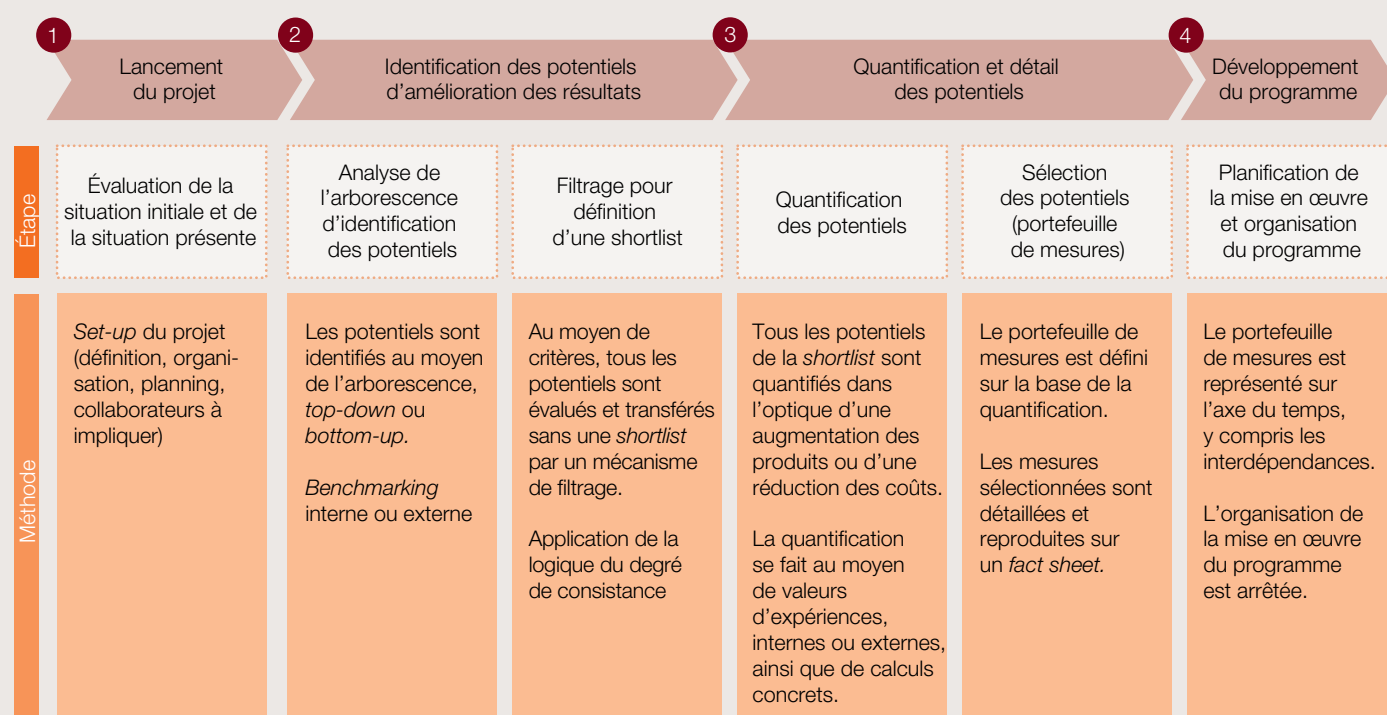 1
Lancement
du projet
2
Identification des potentiels
d'amélioration des résultats
3
Quantification et détail
des potentiels
4
Développement
du programme
Étape
Évaluation de la
situation initiale et de
la situation présente
Analyse de
l'arborescence
d'identification
des potentiels
Filtrage pour
définition
d'une shortlist
Quantification
des potentiels
Sélection
des potentiels
(portefeuille
de mesures)
Planification de
la mise en œuvre
et organisation
du programme
Méthode
Set-up du projet
(définition, organi-
sation, planning,
collaborateurs à
impliquer)
Les potentiels sont
identifiés au moyen
de l'arborescence,
top-down ou
bottom-up.
Benchmarking
interne ou externe
Au moyen de
critères, tous les
potentiels sont
évalués et transférés
sans une shortlist
par un mécanisme
de filtrage.
Application de la
logique du degré
de consistance
Tous les potentiels
de la shortlist sont
quantifiés dans
l'optique d'une
augmentation des
produits ou d'une
réduction des coûts.
La quantification
se fait au moyen
de valeurs
d'expériences,
internes ou externes,
ainsi que de calculs
concrets.
Le portefeuille de
mesures est défini
sur la base de la
quantification.
Les mesures
sélectionnées sont
détaillées et
reproduites sur
un fact sheet.
Le portefeuille
de mesures est
représenté sur
l'axe du temps,
y compris les
interdépendances.
L'organisation de
la mise en œuvre
du programme
est arrêtée.